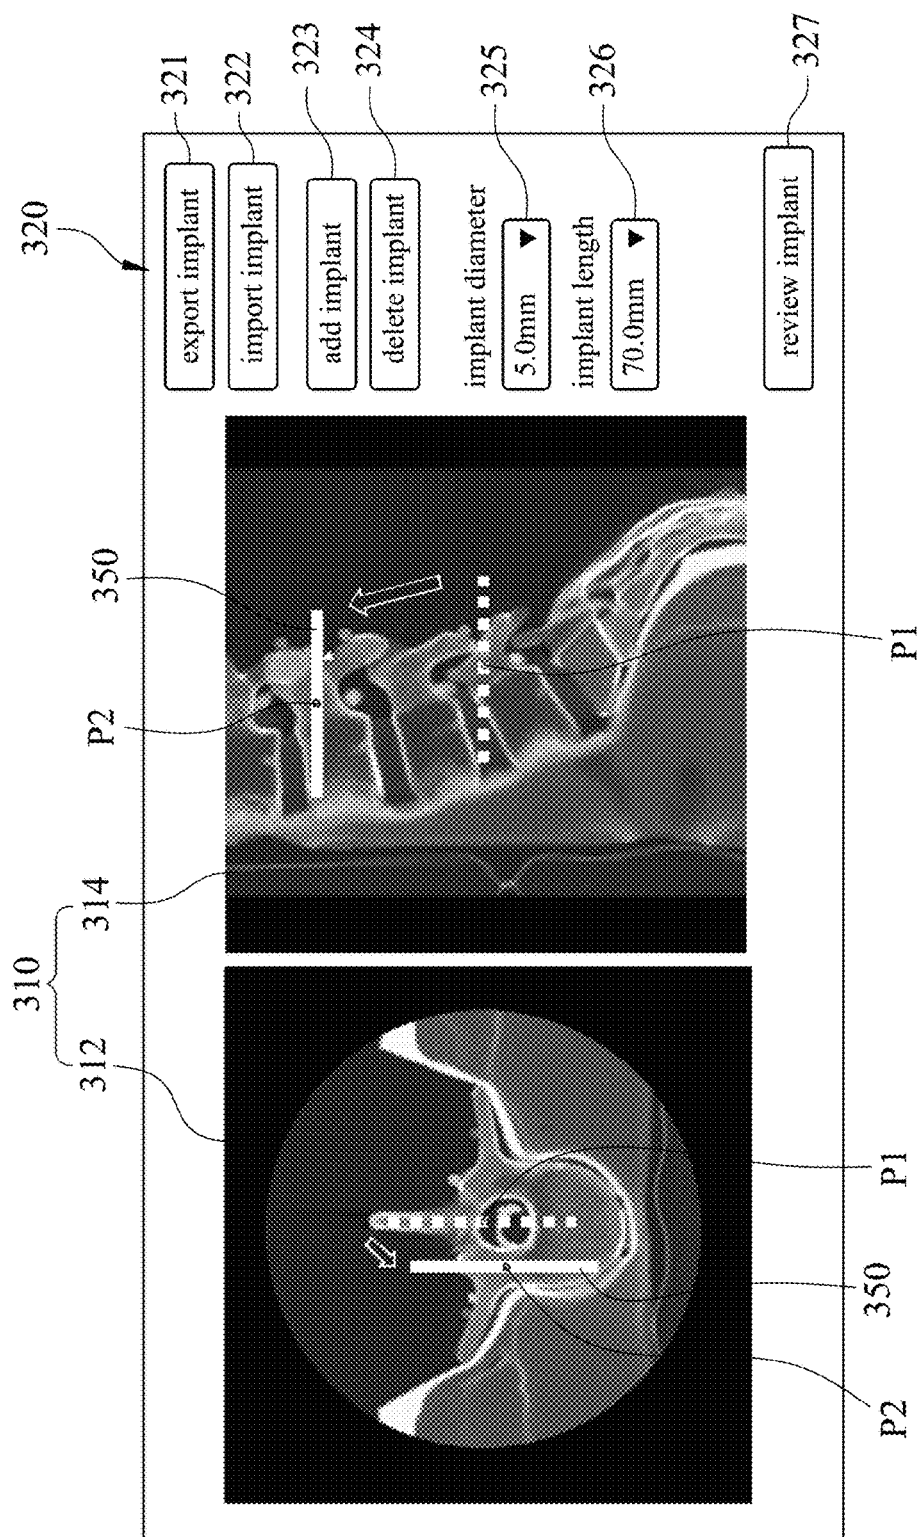 310
312
314
P2
350
320
321
322
323
324
325
326
327
export implant
import implant
add implant
delete implant
implant diameter
5.0mm ▼
implant length
70.0mm ▼
review implant
P2
350
P1
P1